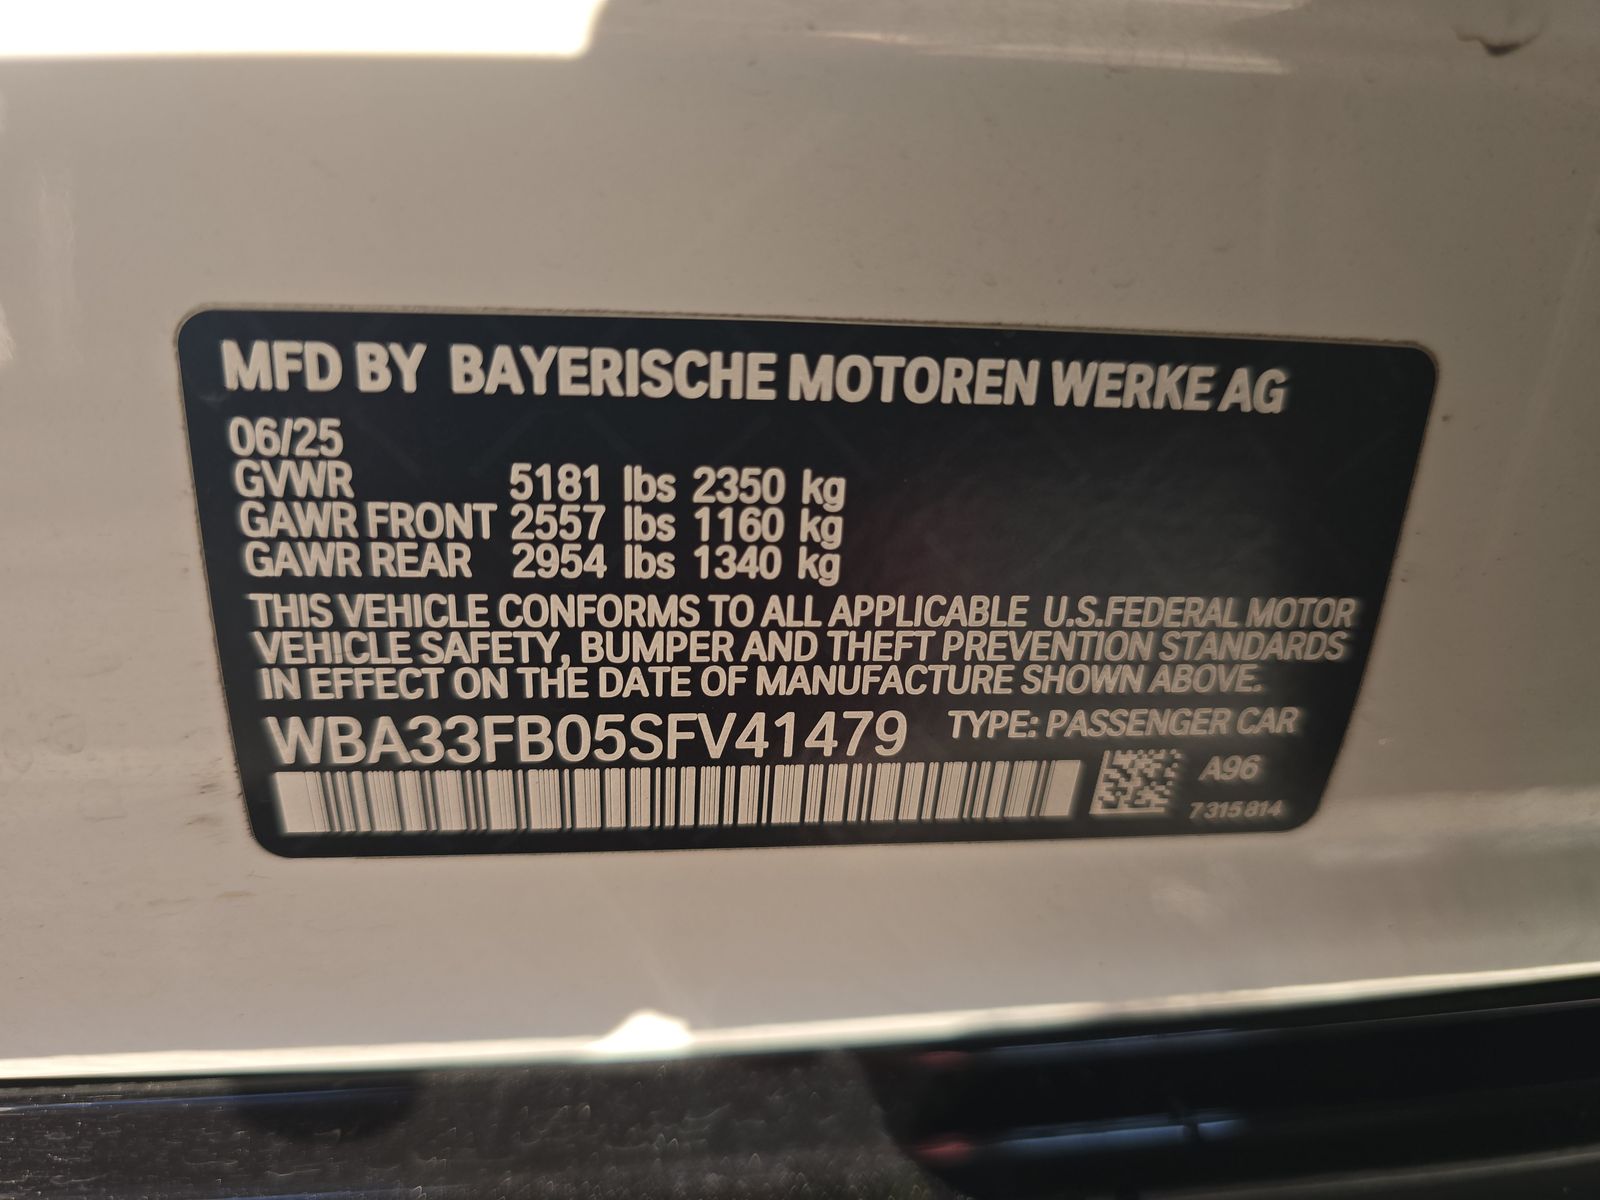 MFD BY BAYERISCHE MOTOREN WERKE AG
06/25
GVWR 5181 lbs 2350 kg
GAWR FRONT 2557 lbs 1160 kg
GAWR REAR 2954 lbs 1340 kg
THIS VEHICLE CONFORMS TO ALL APPLICABLE U.S.FEDERAL MOTOR
VEHICLE SAFETY, BUMPER AND THEFT PREVENTION STANDARDS
IN EFFECT ON THE DATE OF MANUFACTURE SHOWN ABOVE.
WBA33FB05SFV41479 TYPE: PASSENGER CAR
A96
7 315 814